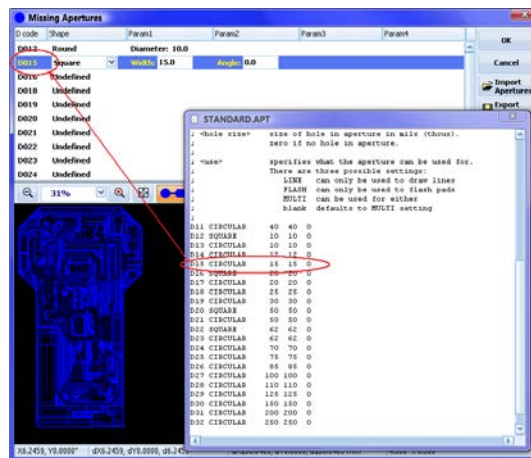 Missing Apertures
D code Shape Param1 Param2 Param3 Param4
D012 Round Diameter: 10.0
D015 Square Width: 15.0 Angle: 0.0
D016 Undefined
D018 Undefined
D019 Undefined
D020 Undefined
D021 Undefined
D022 Undefined
D023 Undefined
D024 Undefined
OK
Cancel
Import
Apertures
Export
31%
STANDARD.APT
; <hole size> size of hole in aperture in mils (thous).
; zero if no hole in aperture.
;
; <use> specifies what the aperture can be used for.
; There are three possible settings:
; LINE can only be used to draw lines
; FLASH can only be used to flash pads
; MULTI can be used for either
; blank defaults to MULTI setting
;
D11 CIRCULAR 40 40 0
D12 SQUARE 10 10 0
D13 CIRCULAR 10 10 0
D14 CIRCULAR 12 12 0
D15 CIRCULAR 15 15 0
D16 SQUARE 20 20 0
D17 CIRCULAR 20 20 0
D18 CIRCULAR 25 25 0
D19 CIRCULAR 30 30 0
D20 SQUARE 50 50 0
D21 CIRCULAR 50 50 0
D22 SQUARE 62 62 0
D23 CIRCULAR 62 62 0
D24 CIRCULAR 70 70 0
D25 CIRCULAR 75 75 0
D26 CIRCULAR 85 85 0
D27 CIRCULAR 100 100 0
D28 CIRCULAR 110 110 0
D29 CIRCULAR 125 125 0
D30 CIRCULAR 150 150 0
D31 CIRCULAR 200 200 0
D32 CIRCULAR 250 250 0
X6.2459, Y0.0000" dX6.2459, dY0.0000, d6.245